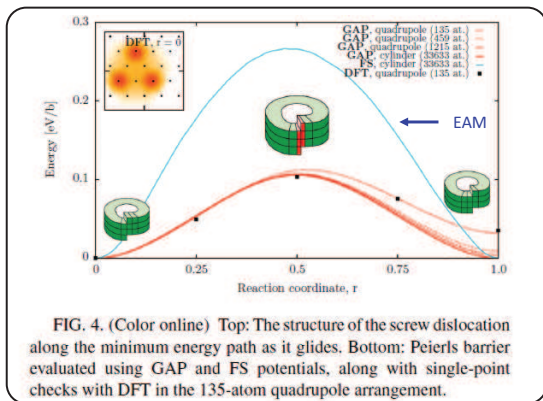 0.3
DFT, r = 0
GAP, quadrupole (135 at.)
GAP, quadrupole (459 at.)
GAP, quadrupole (1215 at.)
GAP, cylinder (33633 at.)
FS, cylinder (33633 at.)
DFT, quadrupole (135 at.)
0.2
EAM
Energy [eV/b]
0.1
0
0
0.25
0.5
0.75
1.0
Reaction coordinate, r
FIG. 4. (Color online) Top: The structure of the screw dislocation
along the minimum energy path as it glides. Bottom: Peierls barrier
evaluated using GAP and FS potentials, along with single-point
checks with DFT in the 135-atom quadrupole arrangement.